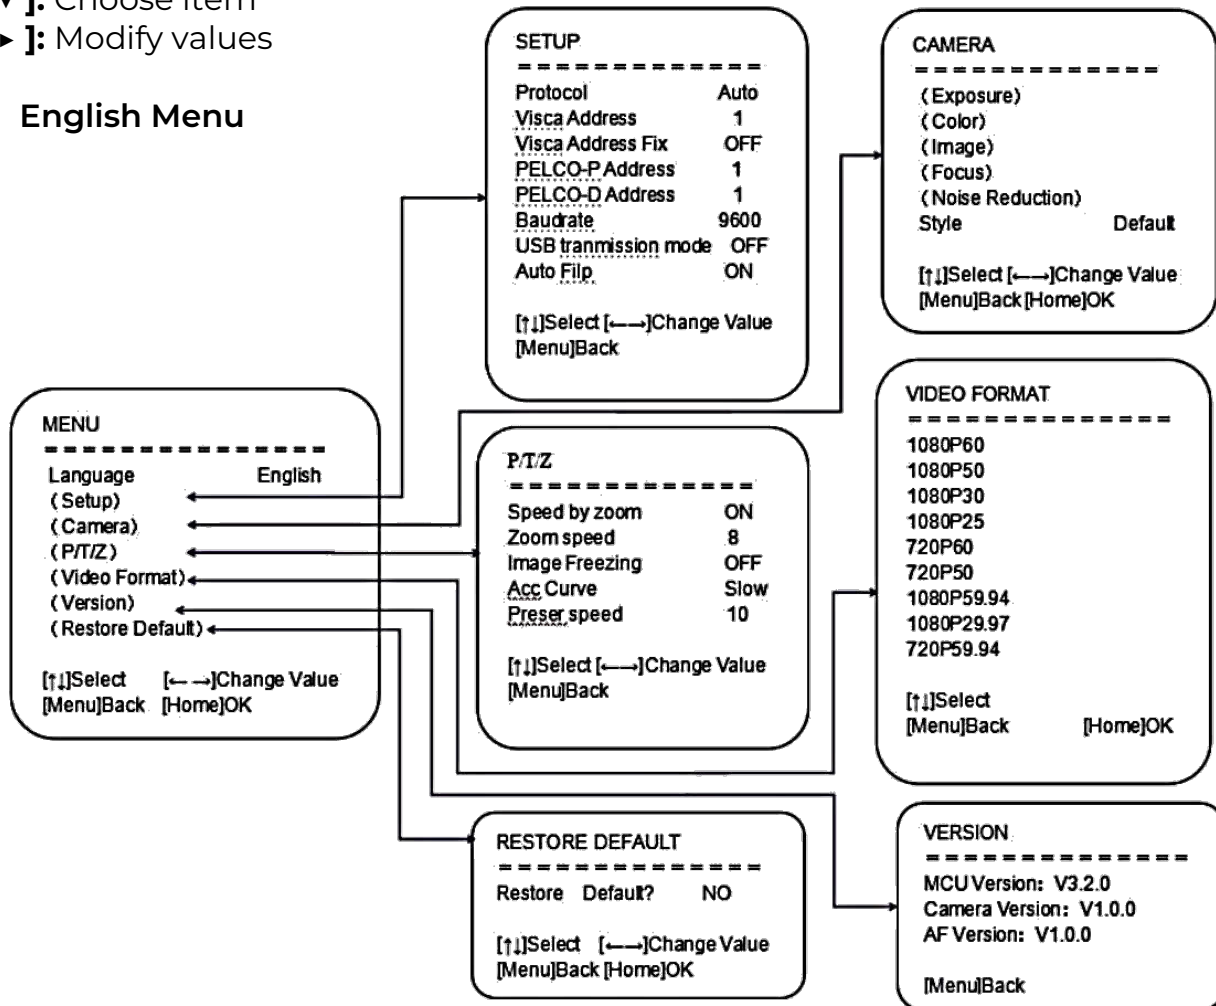 ▼ ]: Choose item
► ]: Modify values
English Menu
SETUP
= = = = = = = = = = = = =
Protocol Auto
Visca Address 1
Visca Address Fix OFF
PELCO-P Address 1
PELCO-D Address 1
Baudrate 9600
USB tranmission mode OFF
Auto Filp ON
[↑↓]Select [←→]Change Value
[Menu]Back
CAMERA
= = = = = = = = = = = = =
(Exposure)
(Color)
(Image)
(Focus)
(Noise Reduction)
Style Default
[↑↓]Select [←→]Change Value
[Menu]Back [Home]OK
MENU
= = = = = = = = = = = = = = =
Language English
(Setup)
(Camera)
(P/T/Z)
(Video Format)
(Version)
(Restore Default)
[↑↓]Select [← →]Change Value
[Menu]Back [Home]OK
P/T/Z
= = = = = = = = = = = = =
Speed by zoom ON
Zoom speed 8
Image Freezing OFF
Acc Curve Slow
Preser speed 10
[↑↓]Select [←→]Change Value
[Menu]Back
VIDEO FORMAT
= = = = = = = = = = = = = =
1080P60
1080P50
1080P30
1080P25
720P60
720P50
1080P59.94
1080P29.97
720P59.94
[↑↓]Select
[Menu]Back [Home]OK
RESTORE DEFAULT
= = = = = = = = = = = = = =
Restore Default? NO
[↑↓]Select [←→]Change Value
[Menu]Back [Home]OK
VERSION
= = = = = = = = = = = = = =
MCU Version: V3.2.0
Camera Version: V1.0.0
AF Version: V1.0.0
[Menu]Back